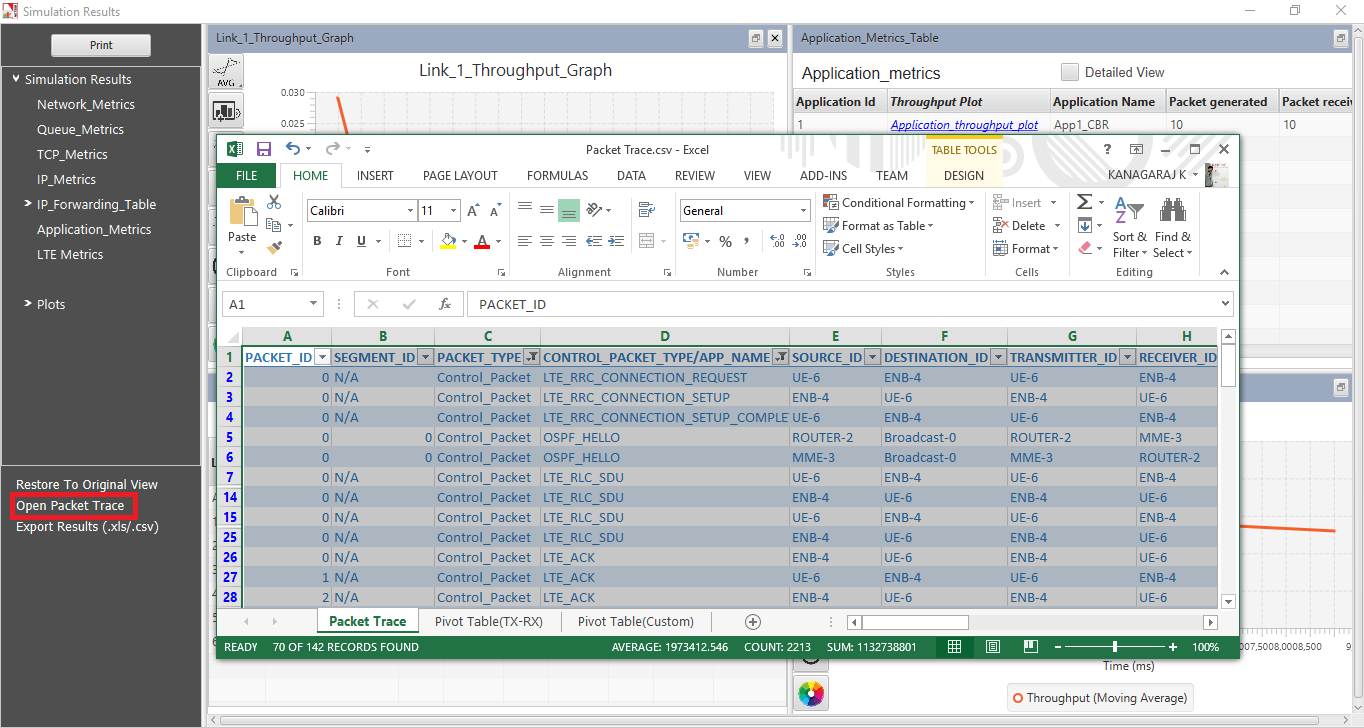 Simulation Results
Print
Simulation Results
Network_Metrics
Queue_Metrics
TCP_Metrics
IP_Metrics
IP_Forwarding_Table
Application_Metrics
LTE Metrics
Plots
Restore To Original View
Open Packet Trace
Export Results (.xls/.csv)
Link_1_Throughput_Graph
AVG
Link_1_Throughput_Graph
0.030
0.025
Application_Metrics_Table
Application_metrics
Detailed View
Application Id Throughput Plot Application Name Packet generated Packet receiv
1 Application_throughput_plot App1_CBR 10 10
Packet Trace.csv - Excel
TABLE TOOLS
?
FILE HOME INSERT PAGE LAYOUT FORMULAS DATA REVIEW VIEW ADD-INS TEAM DESIGN
KANAGARAJ K
Paste
Clipboard
Calibri 11
B I U
Font
Alignment
General
Number
Conditional Formatting
Format as Table
Cell Styles
Styles
Insert
Delete
Format
Cells
Sort & Filter
Find & Select
Editing
A1 fx PACKET_ID
A B C D E F G H
1 PACKET_ID SEGMENT_ID PACKET_TYPE CONTROL_PACKET_TYPE/APP_NAME SOURCE_ID DESTINATION_ID TRANSMITTER_ID RECEIVER_ID
2 0 N/A Control_Packet LTE_RRC_CONNECTION_REQUEST UE-6 ENB-4 UE-6 ENB-4
3 0 N/A Control_Packet LTE_RRC_CONNECTION_SETUP ENB-4 UE-6 ENB-4 UE-6
4 0 N/A Control_Packet LTE_RRC_CONNECTION_SETUP_COMPLE UE-6 ENB-4 UE-6 ENB-4
5 0 0 Control_Packet OSPF_HELLO ROUTER-2 Broadcast-0 ROUTER-2 MME-3
6 0 0 Control_Packet OSPF_HELLO MME-3 Broadcast-0 MME-3 ROUTER-2
7 0 N/A Control_Packet LTE_RLC_SDU UE-6 ENB-4 UE-6 ENB-4
14 0 N/A Control_Packet LTE_RLC_SDU ENB-4 UE-6 ENB-4 UE-6
15 0 N/A Control_Packet LTE_RLC_SDU ENB-4 UE-6 ENB-4 UE-6
25 0 N/A Control_Packet LTE_RLC_SDU ENB-4 UE-6 ENB-4 UE-6
26 0 N/A Control_Packet LTE_ACK ENB-4 UE-6 ENB-4 UE-6
27 1 N/A Control_Packet LTE_ACK UE-6 ENB-4 UE-6 ENB-4
28 2 N/A Control_Packet LTE_ACK ENB-4 UE-6 ENB-4 UE-6
Packet Trace Pivot Table(TX-RX) Pivot Table(Custom)
READY 70 OF 142 RECORDS FOUND AVERAGE: 1973412.546 COUNT: 2213 SUM: 1132738801 100%
Time (ms)
Throughput (Moving Average)